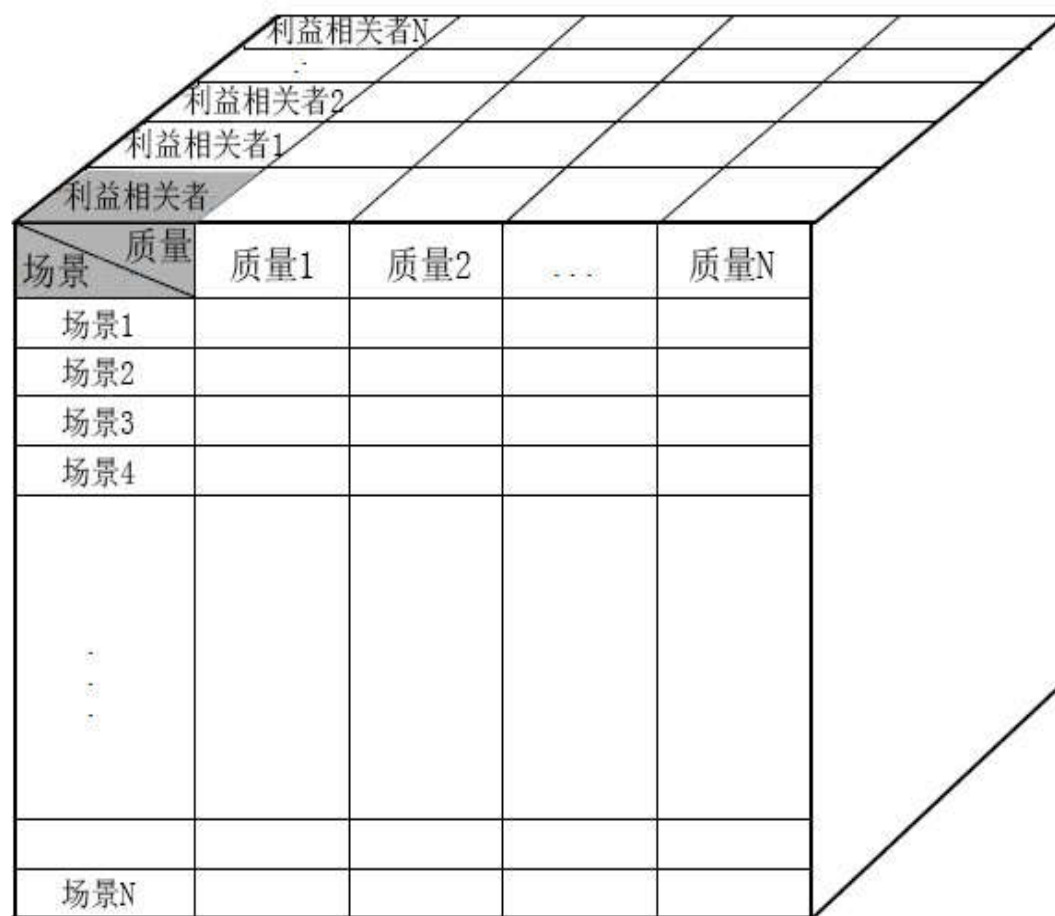 利益相关者N
利益相关者2
利益相关者1
利益相关者
质量
场景
质量1 质量2 ... 质量N
场景1
场景2
场景3
场景4
.
.
.
场景N